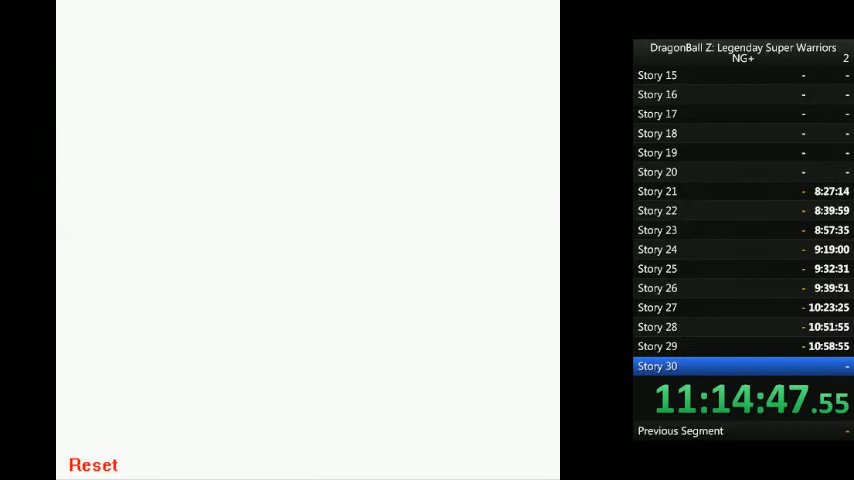 DragonBall Z: Legenday Super Warriors
NG+ 2
Story 15 - -
Story 16 - -
Story 17 - -
Story 18 - -
Story 19 - -
Story 20 - -
Story 21 - 8:27:14
Story 22 - 8:39:59
Story 23 - 8:57:35
Story 24 - 9:19:00
Story 25 - 9:32:31
Story 26 - 9:39:51
Story 27 - 10:23:25
Story 28 - 10:51:55
Story 29 - 10:58:55
Story 30 -
11:14:47.55
Previous Segment -
Reset